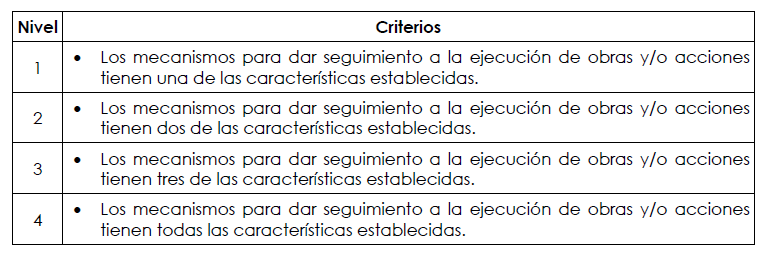 Nivel Criterios
1 • Los mecanismos para dar seguimiento a la ejecución de obras y/o acciones
tienen una de las características establecidas.
2 • Los mecanismos para dar seguimiento a la ejecución de obras y/o acciones
tienen dos de las características establecidas.
3 • Los mecanismos para dar seguimiento a la ejecución de obras y/o acciones
tienen tres de las características establecidas.
4 • Los mecanismos para dar seguimiento a la ejecución de obras y/o acciones
tienen todas las características establecidas.